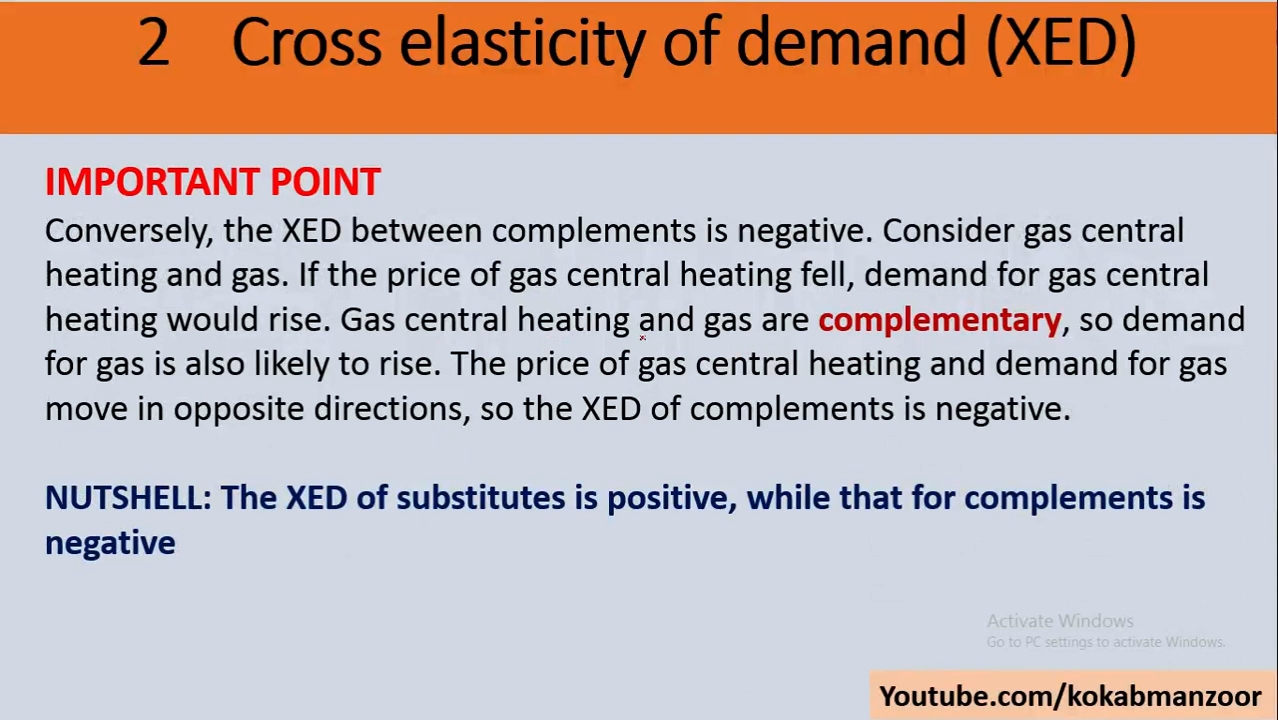 2 Cross elasticity of demand (XED)
IMPORTANT POINT
Conversely, the XED between complements is negative. Consider gas central
heating and gas. If the price of gas central heating fell, demand for gas central
heating would rise. Gas central heating and gas are complementary, so demand
for gas is also likely to rise. The price of gas central heating and demand for gas
move in opposite directions, so the XED of complements is negative.
NUTSHELL: The XED of substitutes is positive, while that for complements is
negative
Activate Windows
Go to PC settings to activate Windows.
Youtube.com/kokabmanzoor